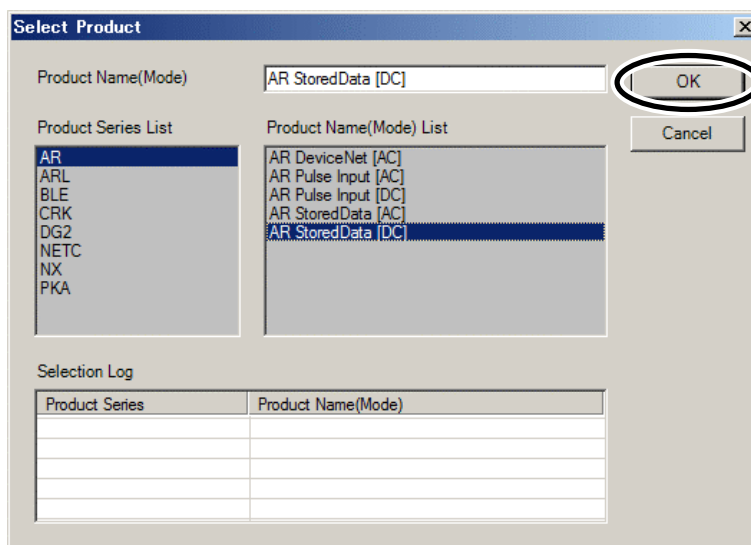 Select Product
Product Name(Mode)
AR StoredData [DC]
OK
Cancel
Product Series List
AR
ARL
BLE
CRK
DG2
NETC
NX
PKA
Product Name(Mode) List
AR DeviceNet [AC]
AR Pulse Input [AC]
AR Pulse Input [DC]
AR StoredData [AC]
AR StoredData [DC]
Selection Log
Product Series
Product Name(Mode)